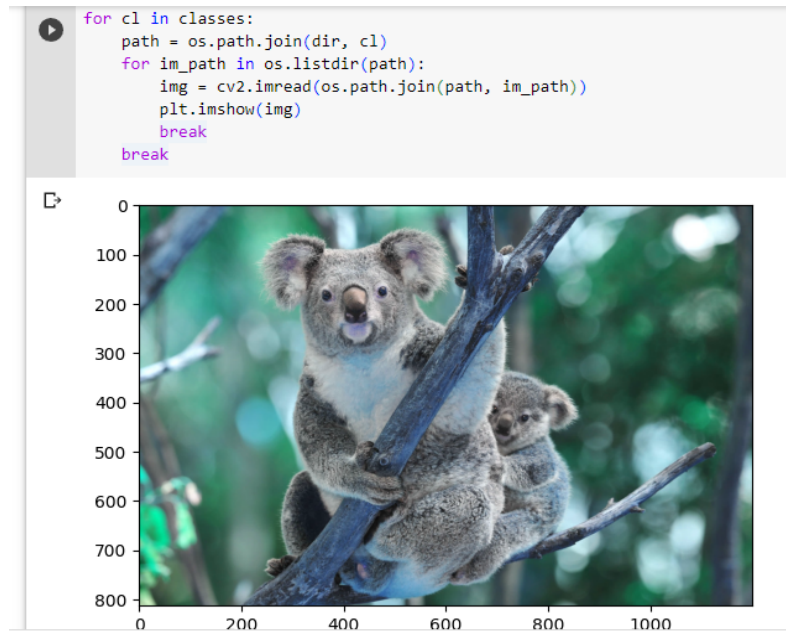 for cl in classes:
path = os.path.join(dir, cl)
for im_path in os.listdir(path):
img = cv2.imread(os.path.join(path, im_path))
plt.imshow(img)
break
break
0
100
200
300
400
500
600
700
800
0 200 400 600 800 1000